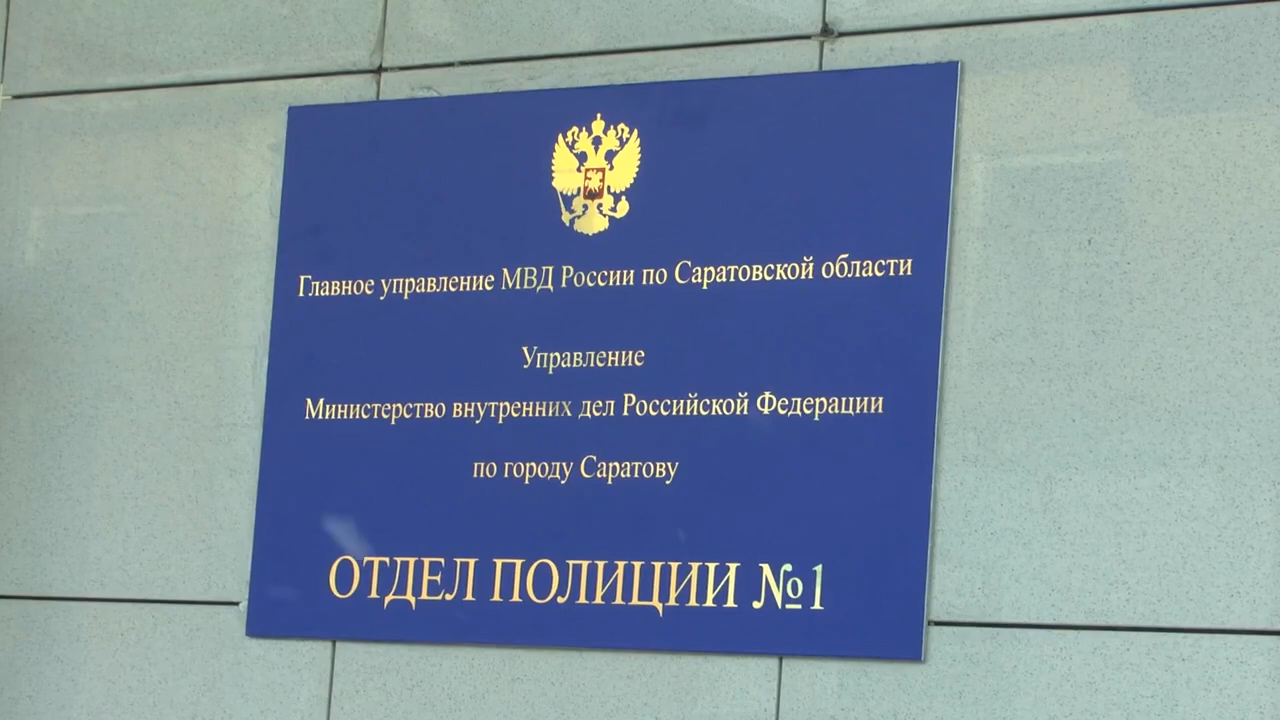 Главное управление МВД России по Саратовской области
Управление
Министерство внутренних дел Российской Федерации
по городу Саратову
ОТДЕЛ ПОЛИЦИИ №1